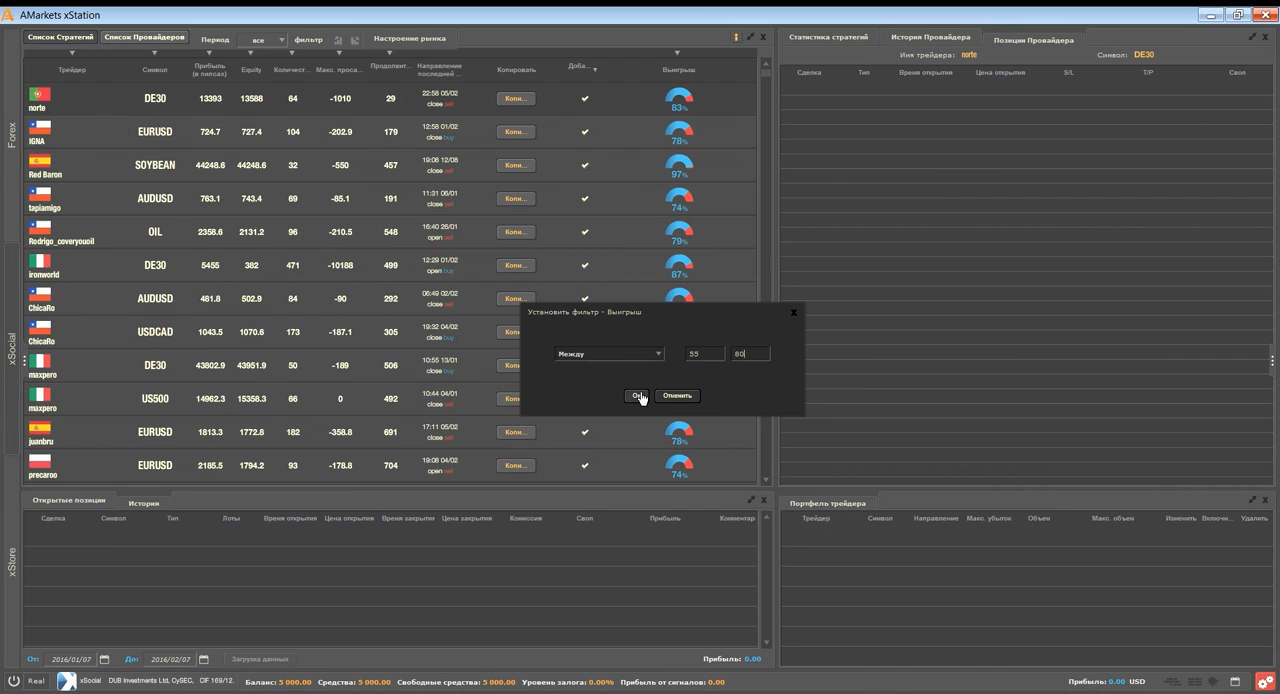 AMarkets xStation
Список Стратегий Список Провайдеров Период все фильтр Настроение рынка
Трейдер Символ Прибыль (в пипсах) Equity Количест... Макс. проса... Продолжит... Направление последней ... Копировать Доба... Выигрыш
norte DE30 13393 13588 64 -1010 29 22:58 05/02 close sell Копи... 83%
IGNA EURUSD 724.7 727.4 104 -202.9 179 12:58 01/02 close buy Копи... 78%
Red Baron SOYBEAN 44248.6 44248.6 32 -550 457 19:08 12/08 close sell Копи... 97%
tapiamigo AUDUSD 763.1 743.4 69 -85.1 191 11:31 06/01 close sell Копи... 74%
Rodrigo_coveryouoil OIL 2358.6 2131.2 96 -210.5 548 16:40 26/01 open sell Копи... 79%
ironworld DE30 5455 382 471 -10188 499 12:29 01/02 open buy Копи... 87%
ChicaRo AUDUSD 481.8 502.9 84 -90 292 06:49 02/02 close sell Копи...
ChicaRo USDCAD 1043.5 1070.6 173 -187.1 305 19:32 04/02 close buy Копи...
maxpero DE30 43802.9 43951.9 50 -189 506 10:55 13/01 close buy Копи...
maxpero US500 14962.3 15358.3 66 0 492 10:44 04/01 close sell Копи...
juanbru EURUSD 1813.3 1772.8 182 -358.8 691 17:11 05/02 close sell Копи... 78%
precaroo EURUSD 2185.5 1794.2 93 -178.8 704 19:08 04/02 open sell Копи... 74%
Установить фильтр - Выигрыш
Между 55 80
Отменить
Статистика стратегий История Провайдера Позиции Провайдера
Имя трейдера: norte Символ: DE30
Сделка Тип Время открытия Цена открытия S/L T/P Своп
Открытые позиции История
Сделка Символ Тип Лоты Время открытия Цена открытия Время закрытия Цена закрытия Комиссия Своп Прибыль Комментар
От: 2016/01/07 До: 2016/02/07 Загрузка данных Прибыль: 0.00
Портфель трейдера
Трейдер Символ Направление Макс. убыток Объем Макс. объем Изменить Включи... Удалить
Forex
xSocial
xStore
Real xSocial DUB Investments Ltd, CySEC, CIF 169/12. Баланс: 5 000.00 Средства: 5 000.00 Свободные средства: 5 000.00 Уровень залога: 0.00% Прибыль от сигналов: 0.00 Прибыль: 0.00 USD